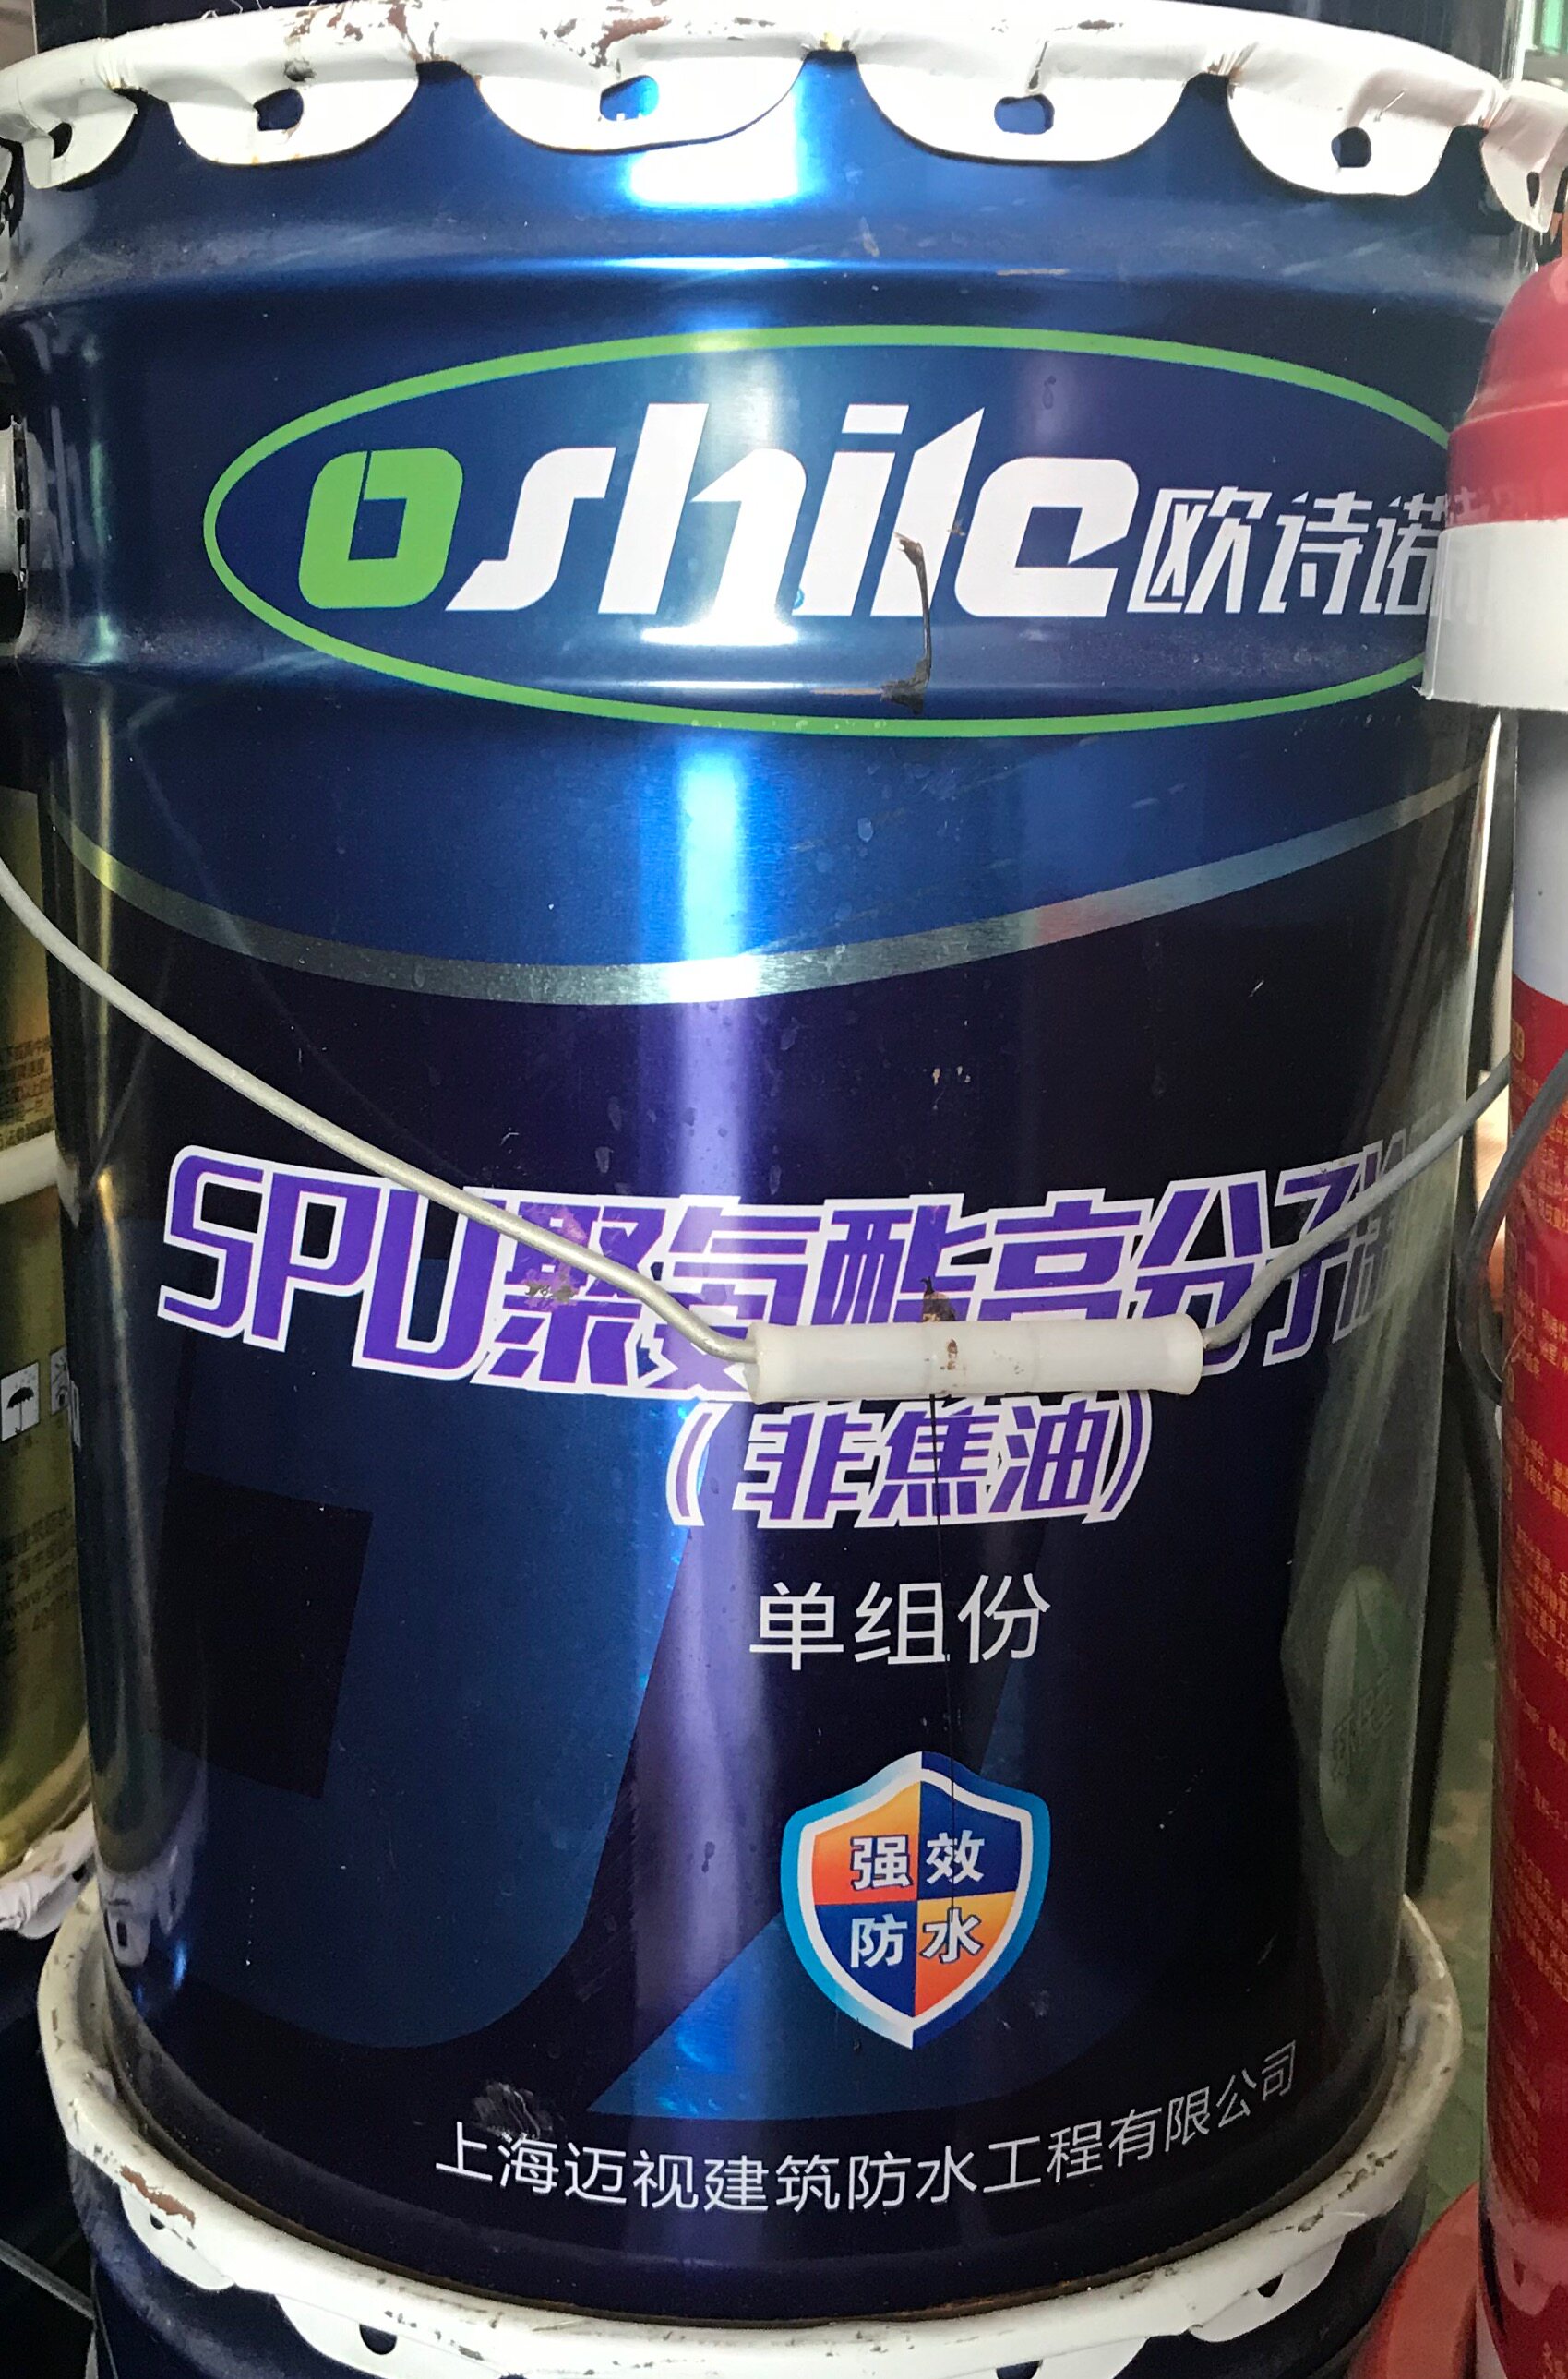 oshile欧诗诺
SPU聚氨酯高分子
(非焦油)
单组份
强效
防水
上海迈视建筑防水工程有限公司